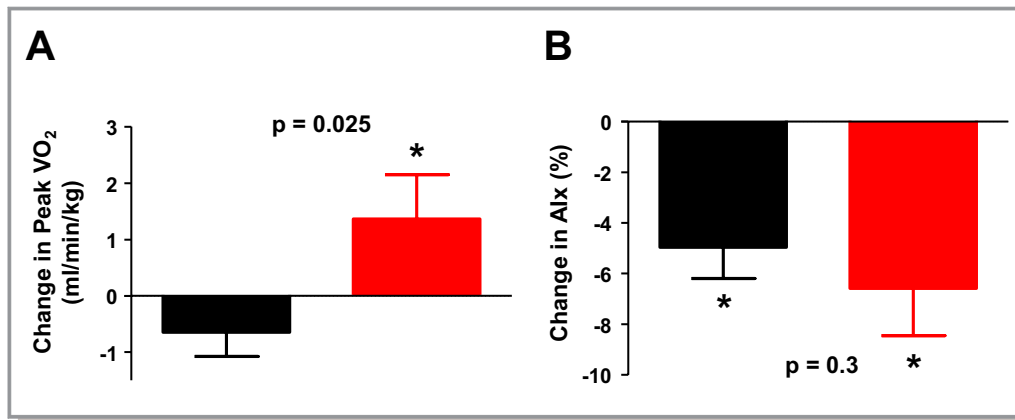 A
Change in Peak VO₂
(ml/min/kg)
3
2
1
0
-1
p = 0.025
*
B
Change in AIx (%)
0
-2
-4
-6
-8
-10
*
*
p = 0.3